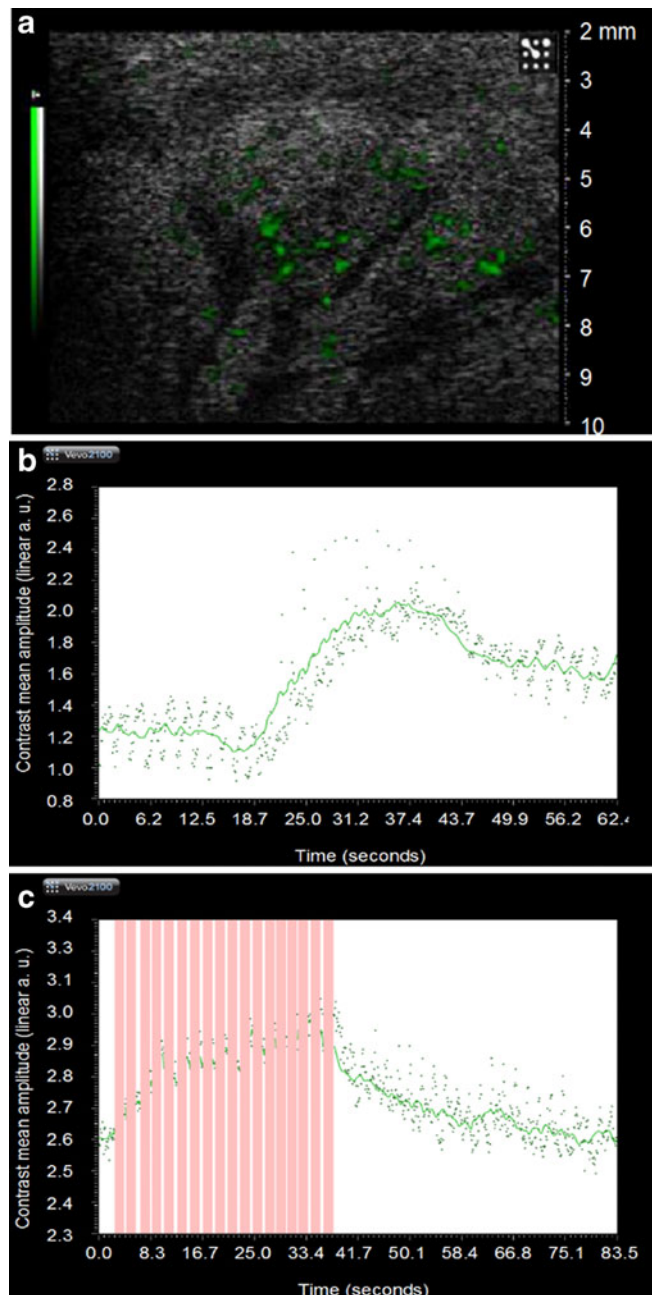 a
2 mm
3
4
5
6
7
8
9
10
b
Vevo2100
Contrast mean amplitude (linear a. u.)
2.8
2.6
2.4
2.0
1.8
1.6
1.4
1.2
1.0
0.8
0.0 6.2 12.5 18.7 25.0 31.2 37.4 43.7 49.9 56.2 62.4
Time (seconds)
c
Vevo2100
Contrast mean amplitude (linear a. u.)
3.4
3.3
3.1
3.0
2.9
2.8
2.7
2.6
2.5
2.4
2.3
0.0 8.3 16.7 25.0 33.4 41.7 50.1 58.4 66.8 75.1 83.5
Time (seconds)